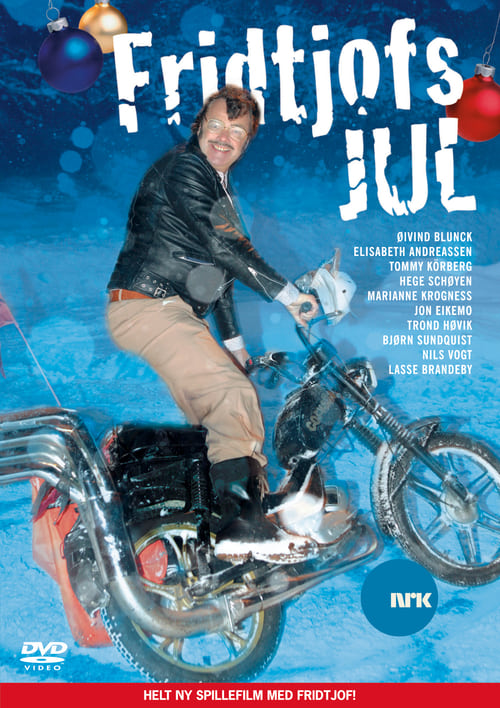 Fridtjofs
JUL
ØIVIND BLUNCK
ELISABETH ANDREASSEN
TOMMY KÖRBERG
HEGE SCHØYEN
MARIANNE KROGNESS
JON EIKEMO
TROND HØVIK
BJØRN SUNDQUIST
NILS VOGT
LASSE BRANDEBY
nrk
DVD
VIDEO
HELT NY SPILLEFILM MED FRIDTJOF!